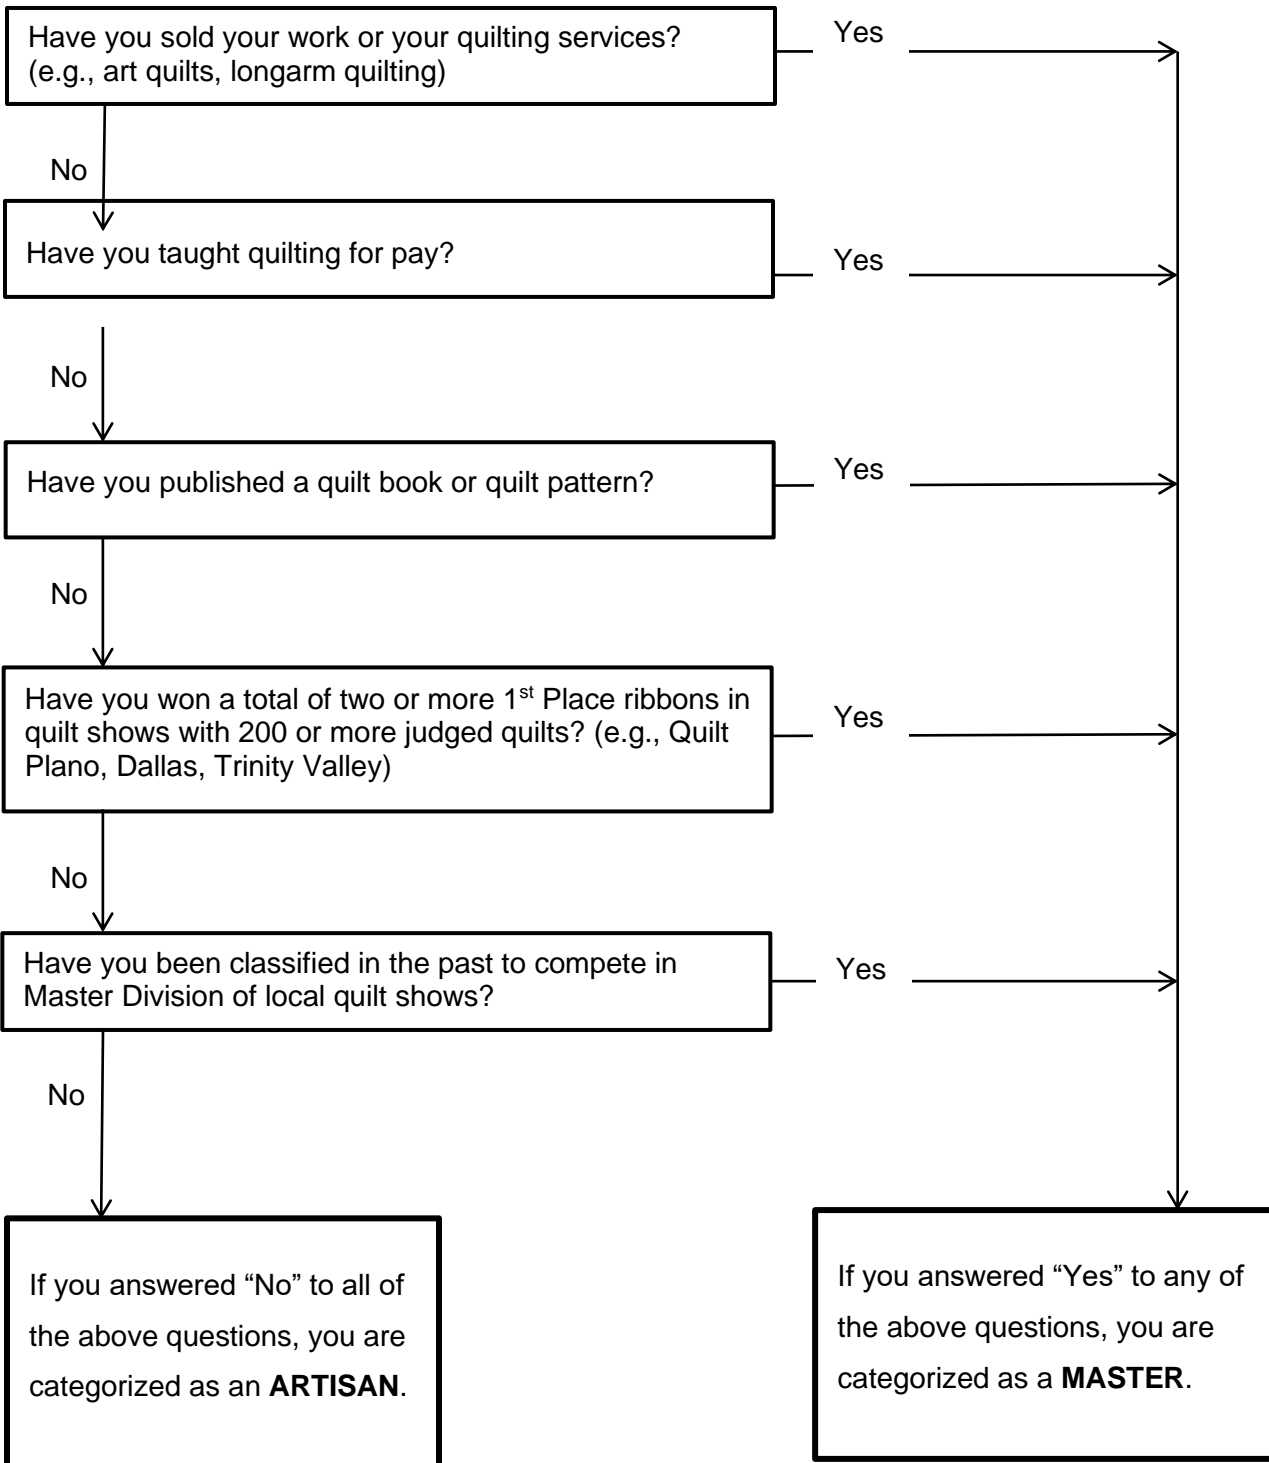 Have you sold your work or your quilting services?
(e.g., art quilts, longarm quilting)
Yes
No
Have you taught quilting for pay?
Yes
No
Have you published a quilt book or quilt pattern?
Yes
No
Have you won a total of two or more 1st Place ribbons in
quilt shows with 200 or more judged quilts? (e.g., Quilt
Plano, Dallas, Trinity Valley)
Yes
No
Have you been classified in the past to compete in
Master Division of local quilt shows?
Yes
No
If you answered “No” to all of
the above questions, you are
categorized as an ARTISAN.
If you answered “Yes” to any of
the above questions, you are
categorized as a MASTER.